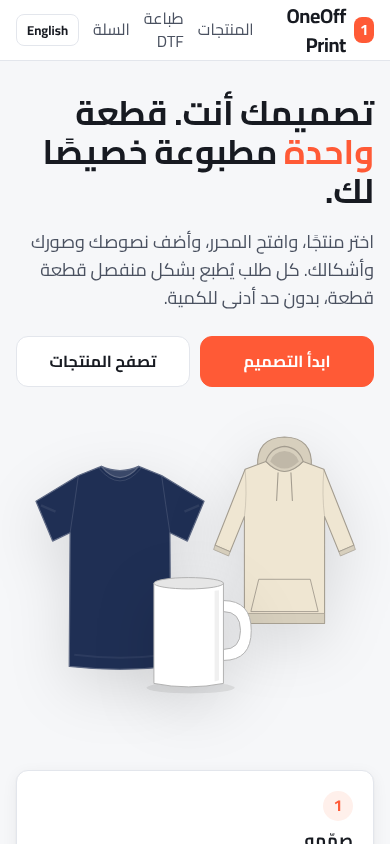 1 OneOff
Print
المنتجات
طباعة
DTF
السلة
English
تصميمك أنت. قطعة
واحدة مطبوعة خصيصًا
لك.
اختر منتجًا، وافتح المحرر، وأضف نصوصك وصورك
وأشكالك. كل طلب يُطبع بشكل منفصل قطعة
قطعة، بدون حد أدنى للكمية.
ابدأ التصميم
تصفح المنتجات
1
صمّمه